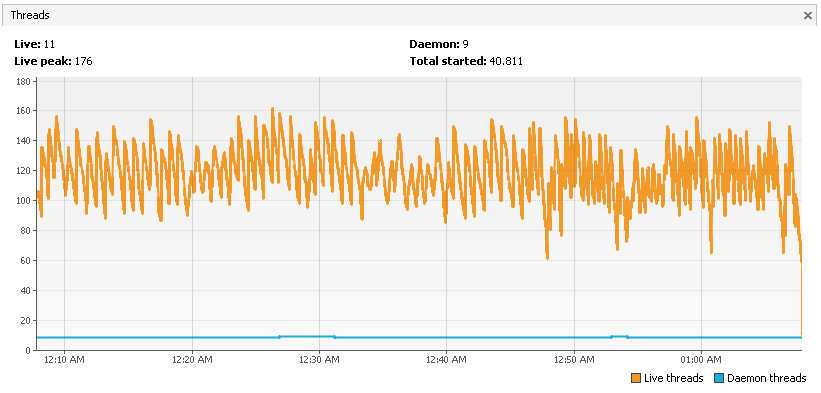 Threads
Live: 11 Daemon: 9
Live peak: 176 Total started: 40.811
180
160
140
120
100
80
60
40
20
0
12:10 AM 12:20 AM 12:30 AM 12:40 AM 12:50 AM 01:00 AM
Live threads Daemon threads